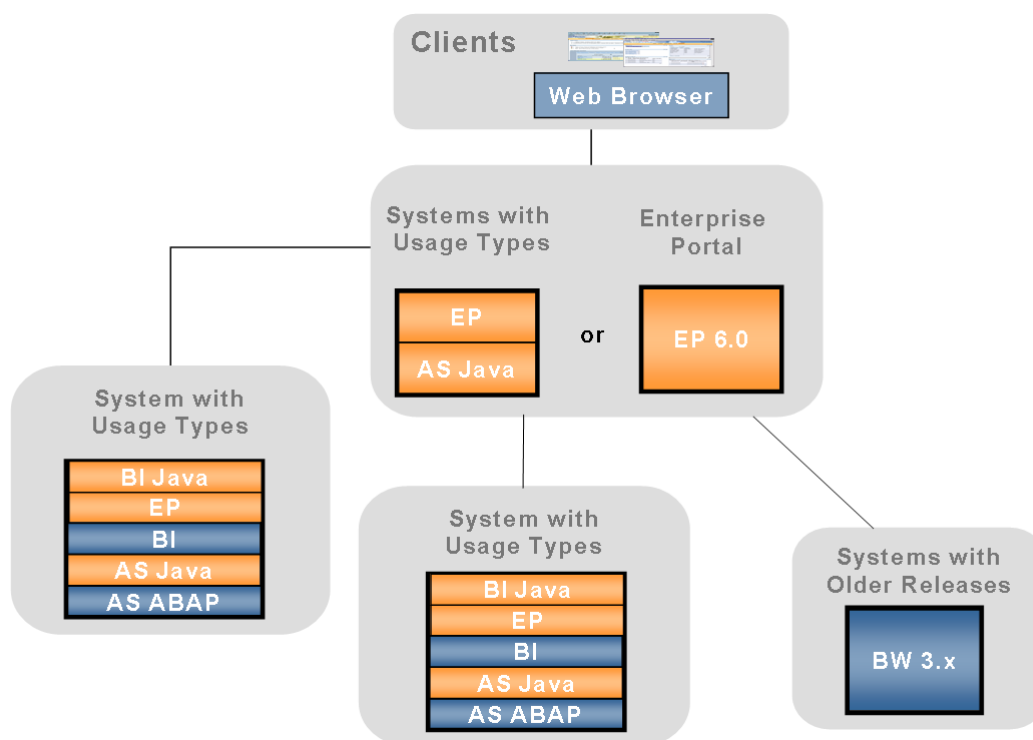 Clients
Web Browser
Systems with
Usage Types
EP
AS Java
or
Enterprise
Portal
EP 6.0
System with
Usage Types
BI Java
EP
BI
AS Java
AS ABAP
System with
Usage Types
BI Java
EP
BI
AS Java
AS ABAP
Systems with
Older Releases
BW 3.x